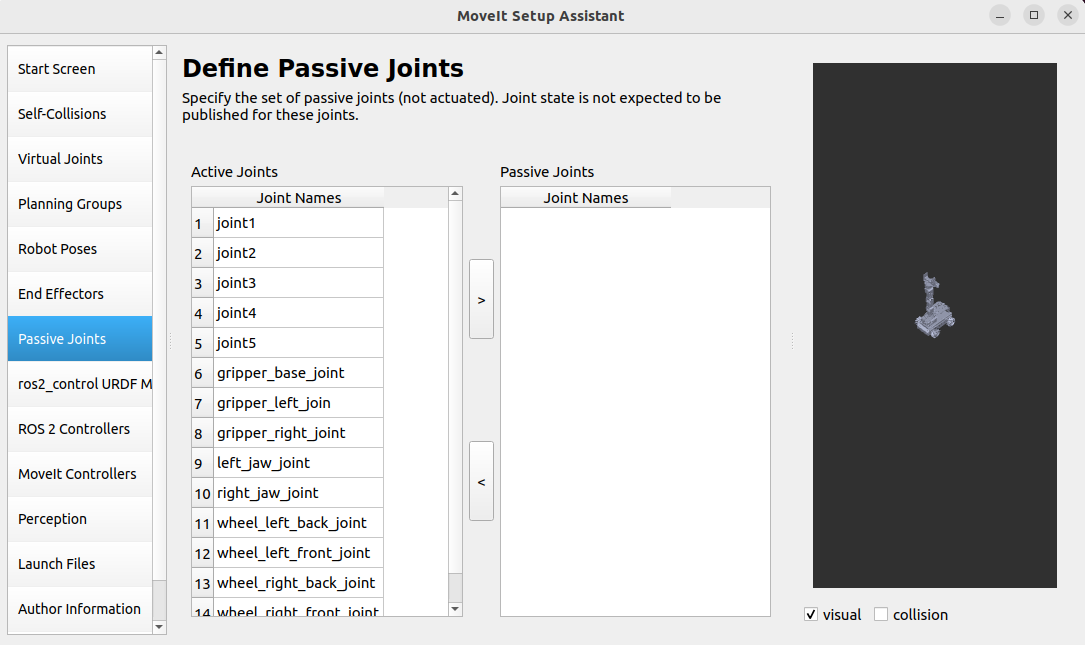 MoveIt Setup Assistant
Start Screen
Self-Collisions
Virtual Joints
Planning Groups
Robot Poses
End Effectors
Passive Joints
ros2_control URDF M
ROS 2 Controllers
MoveIt Controllers
Perception
Launch Files
Author Information
Define Passive Joints
Specify the set of passive joints (not actuated). Joint state is not expected to be
published for these joints.
Active Joints
Joint Names
1 joint1
2 joint2
3 joint3
4 joint4
5 joint5
6 gripper_base_joint
7 gripper_left_join
8 gripper_right_joint
9 left_jaw_joint
10 right_jaw_joint
11 wheel_left_back_joint
12 wheel_left_front_joint
13 wheel_right_back_joint
14 wheel_right_front_joint
>
<
Passive Joints
Joint Names
visual
collision